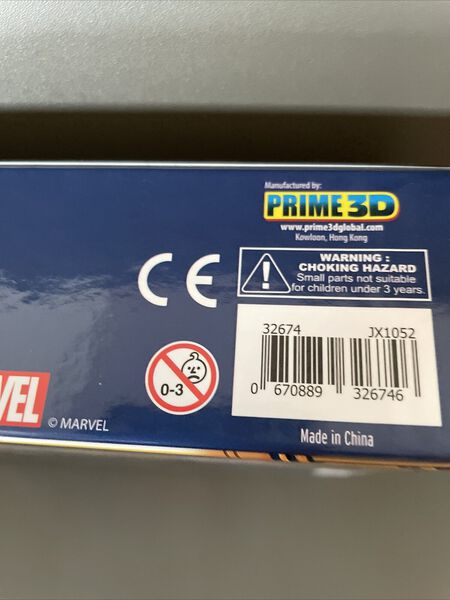 Manufactured by:
PRIME3D
www.prime3dglobal.com
Kowloon, Hong Kong
WARNING :
CHOKING HAZARD
Small parts not suitable
for children under 3 years.
CE
32674 JX1052
0 670889 326746
0-3
VEL
© MARVEL
Made in China